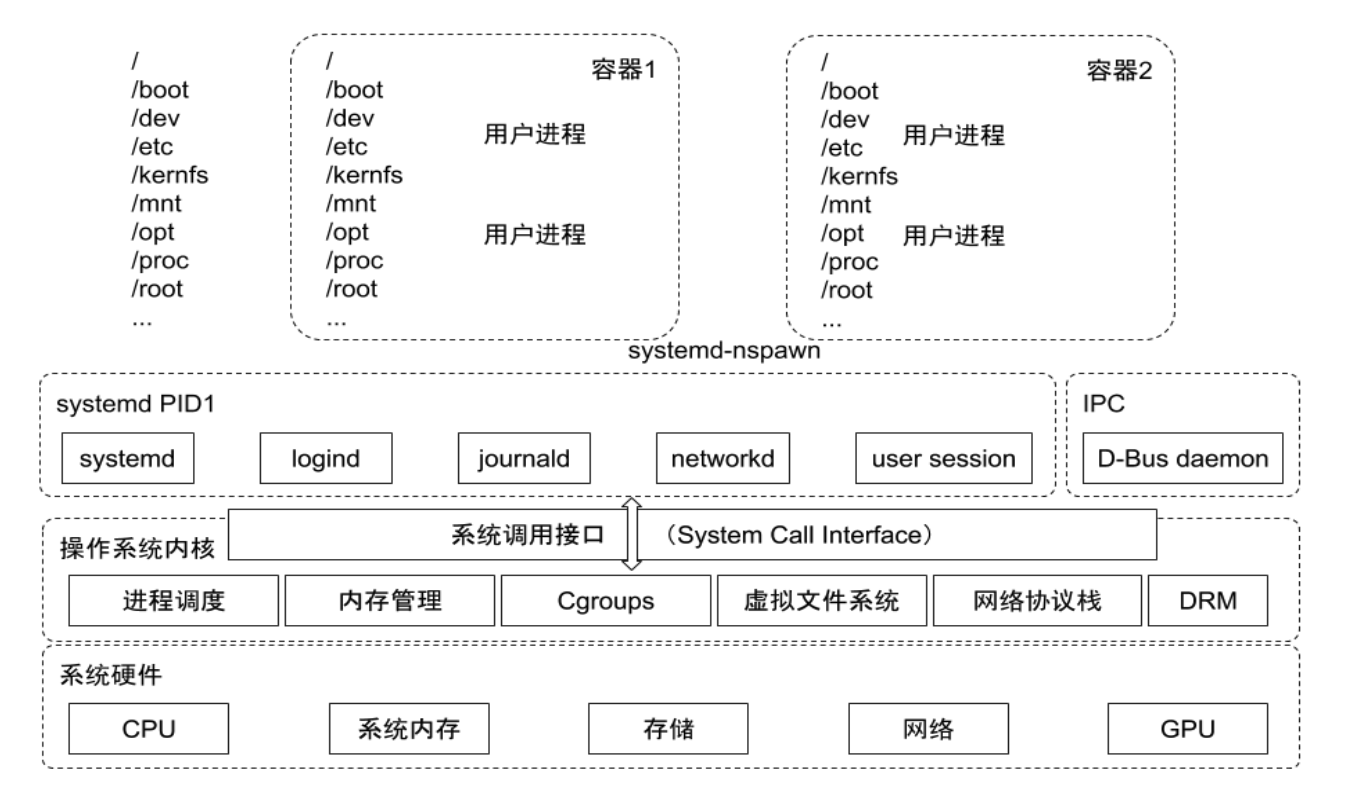 /
/boot
/dev
/etc
/kernfs
/mnt
/opt
/proc
/root
...
容器1
/
/boot
/dev
/etc
/kernfs
/mnt
/opt
/proc
/root
...
用户进程
用户进程
容器2
/
/boot
/dev
/etc
/kernfs
/mnt
/opt
/proc
/root
...
用户进程
用户进程
systemd-nspawn
systemd PID1
systemd
logind
journald
networkd
user session
IPC
D-Bus daemon
操作系统内核
系统调用接口 （System Call Interface）
进程调度
内存管理
Cgroups
虚拟文件系统
网络协议栈
DRM
系统硬件
CPU
系统内存
存储
网络
GPU